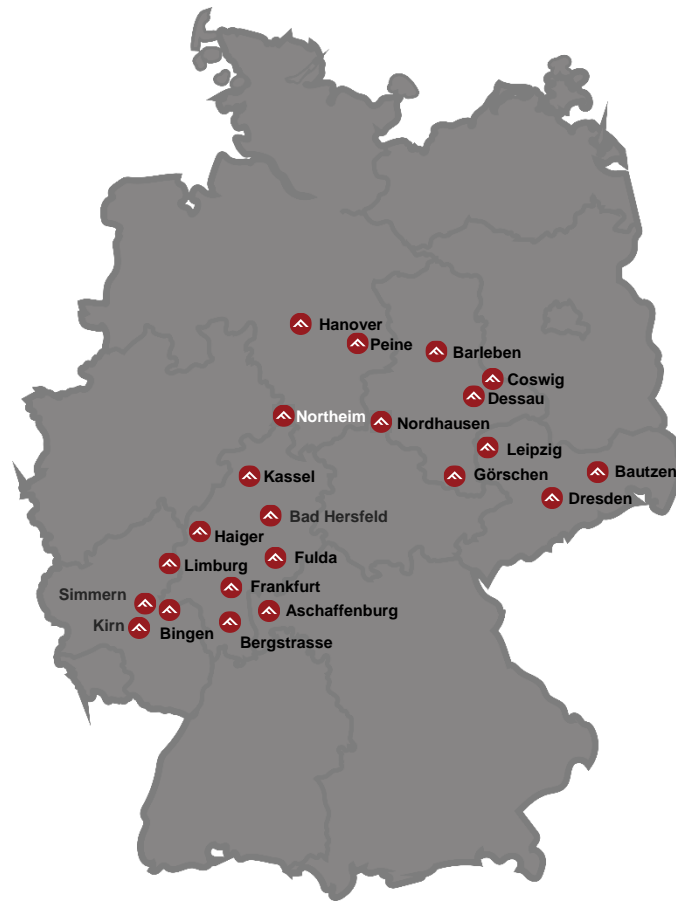 Hanover
Peine
Barleben
Coswig
Dessau
Northeim
Nordhausen
Leipzig
Kassel
Görschen
Bautzen
Dresden
Bad Hersfeld
Haiger
Limburg
Fulda
Frankfurt
Simmern
Aschaffenburg
Kirn
Bingen
Bergstrasse